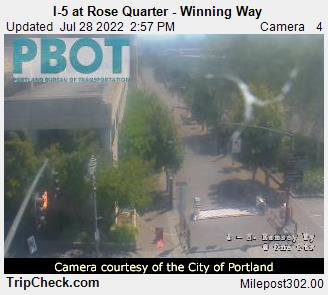 I-5 at Rose Quarter - Winning Way
Updated Jul 28 2022 2:57 PM Camera 4
PBOT
PORTLAND BUREAU OF TRANSPORTATION
Camera courtesy of the City of Portland
TripCheck.com Milepost302.00